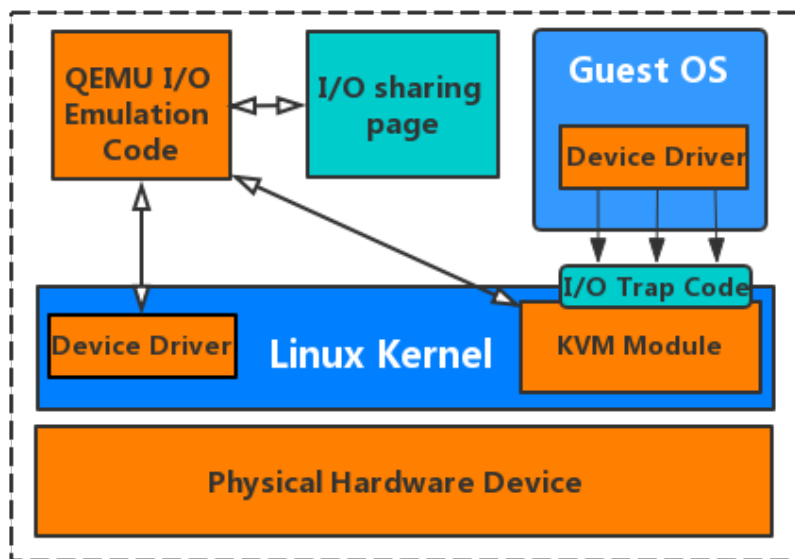 QEMU I/O
Emulation
Code
I/O sharing
page
Guest OS
Device Driver
I/O Trap Code
Device Driver
Linux Kernel
KVM Module
Physical Hardware Device